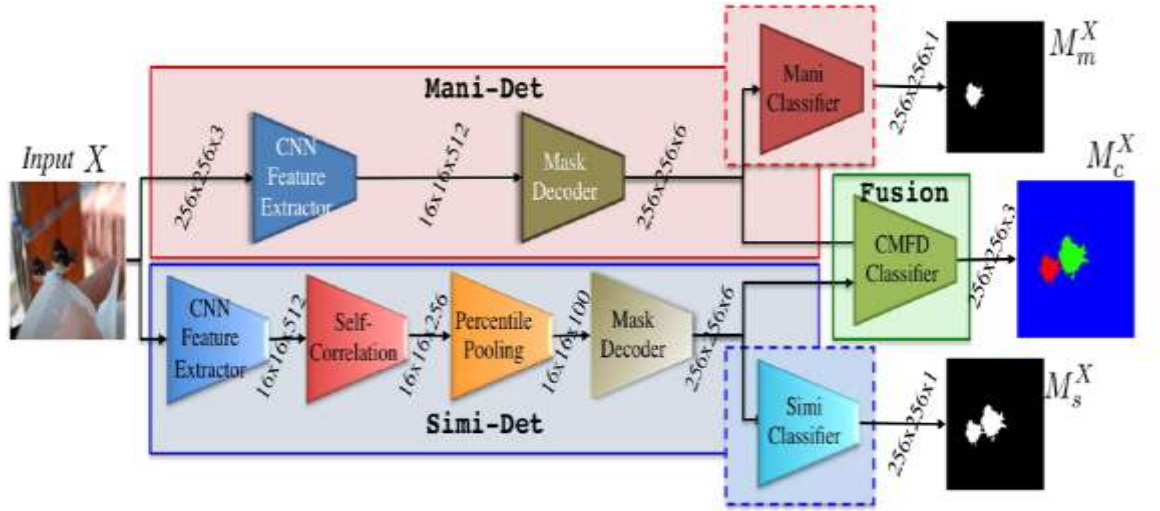 Input X
Mani-Det
256x256x3
CNN
Feature
Extractor
16x16x512
Mask
Decoder
256x256x6
Mani
Classifier
256x256x1
M_m^X
Fusion
CMFD
Classifier
256x256x3
M_c^X
CNN
Feature
Extractor
16x16x512
Self-
Correlation
16x16x256
Percentile
Pooling
16x16x100
Mask
Decoder
256x256x6
Simi-Det
Simi
Classifier
256x256x1
M_s^X